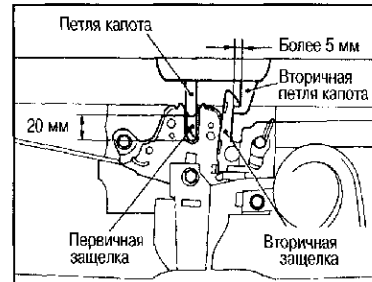 Петля капота
Более 5 мм
Вторичная
петля капота
20 мм
Первичная
защелка
Вторичная
защелка